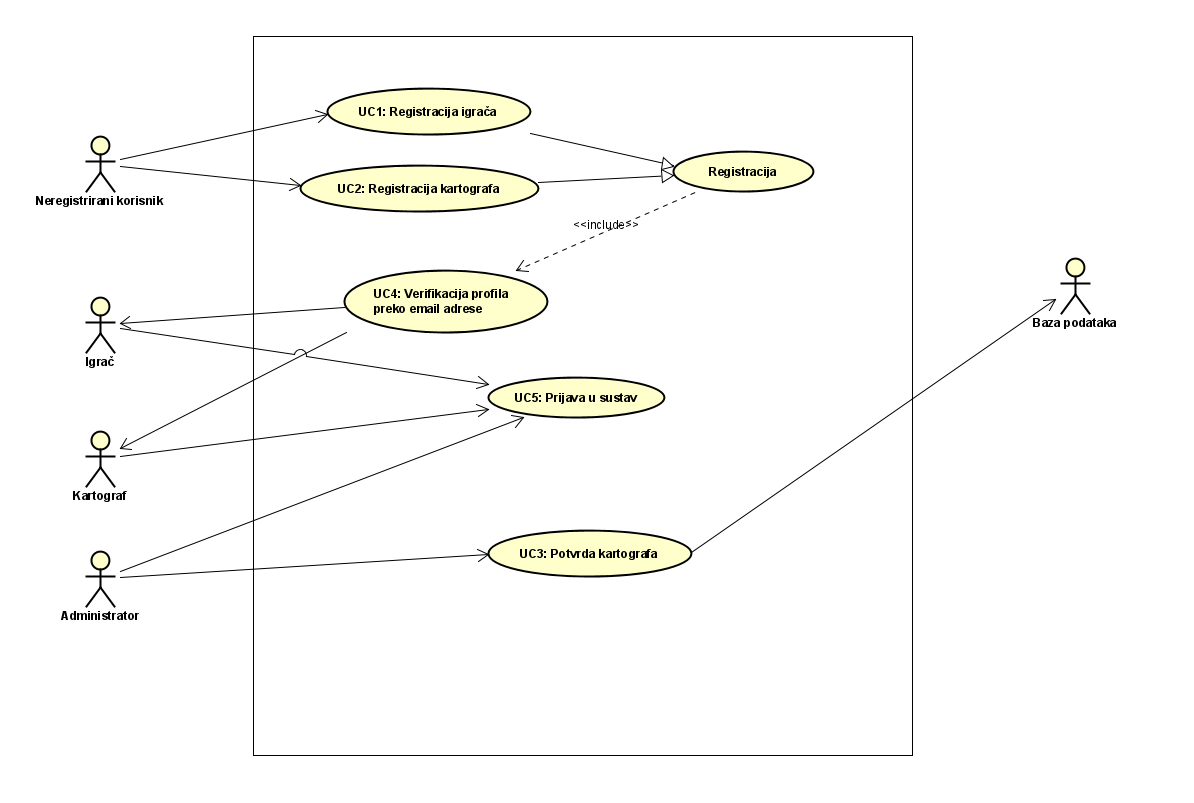 UC1: Registracija igrača
UC2: Registracija kartografa
Registracija
Neregistrirani korisnik
<<include>>
UC4: Verifikacija profila
preko email adrese
Baza podataka
Igrač
UC5: Prijava u sustav
Kartograf
UC3: Potvrda kartografa
Administrator